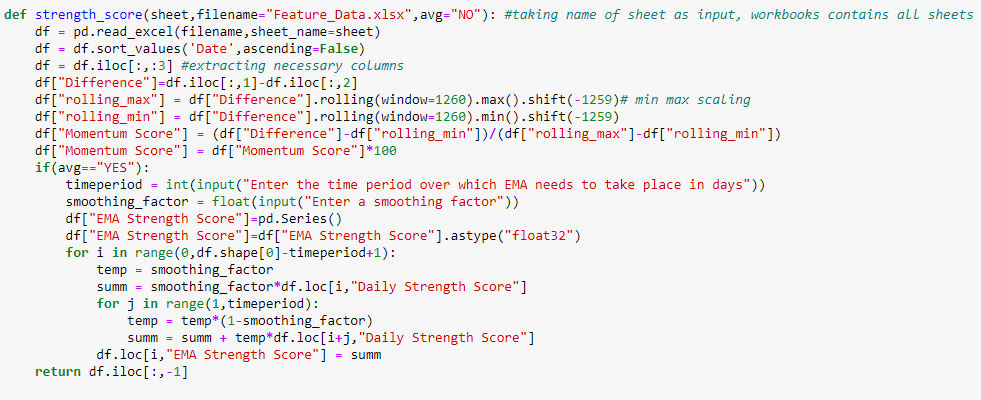 def strength_score(sheet,filename="Feature_Data.xlsx",avg="NO"): #taking name of sheet as input, workbooks contains all sheets
    df = pd.read_excel(filename,sheet_name=sheet)
    df = df.sort_values('Date',ascending=False)
    df = df.iloc[:,:3] #extracting necessary columns
    df["Difference"]=df.iloc[:,1]-df.iloc[:,2]
    df["rolling_max"] = df["Difference"].rolling(window=1260).max().shift(-1259)# min max scaling
    df["rolling_min"] = df["Difference"].rolling(window=1260).min().shift(-1259)
    df["Momentum Score"] = (df["Difference"]-df["rolling_min"])/(df["rolling_max"]-df["rolling_min"])
    df["Momentum Score"] = df["Momentum Score"]*100
    if(avg=="YES"):
        timeperiod = int(input("Enter the time period over which EMA needs to take place in days"))
        smoothing_factor = float(input("Enter a smoothing factor"))
        df["EMA Strength Score"]=pd.Series()
        df["EMA Strength Score"]=df["EMA Strength Score"].astype("float32")
        for i in range(0,df.shape[0]-timeperiod+1):
            temp = smoothing_factor
            summ = smoothing_factor*df.loc[i,"Daily Strength Score"]
            for j in range(1,timeperiod):
                temp = temp*(1-smoothing_factor)
                summ = summ + temp*df.loc[i+j,"Daily Strength Score"]
            df.loc[i,"EMA Strength Score"] = summ
    return df.iloc[:,-1]